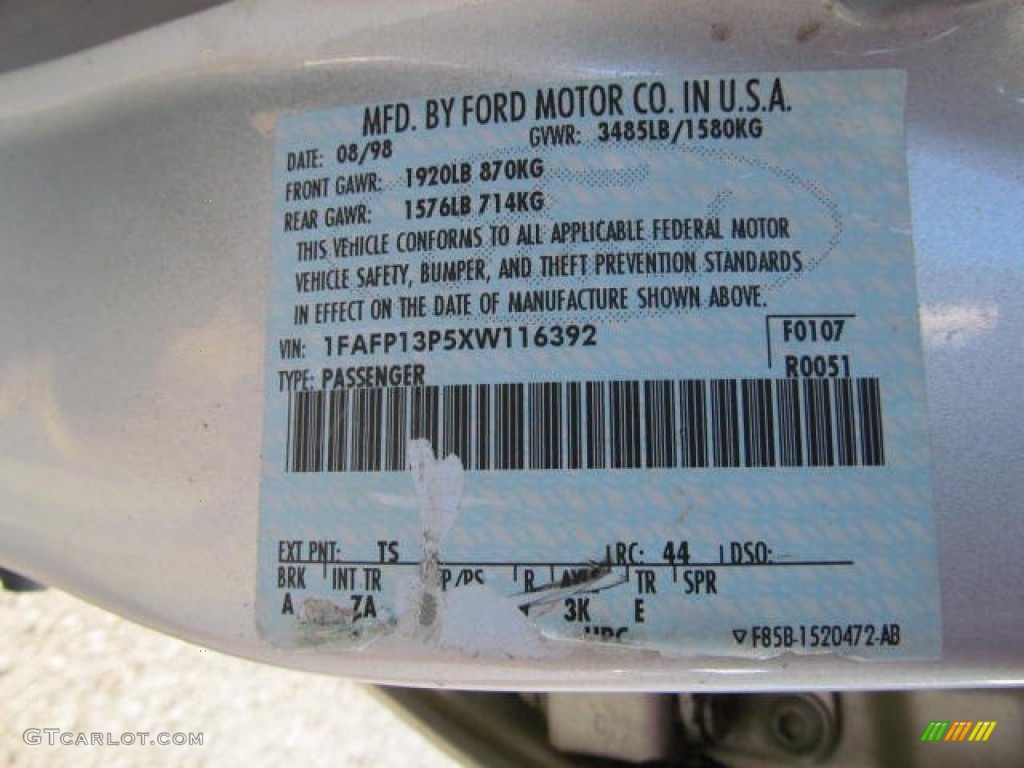 MFD. BY FORD MOTOR CO. IN U.S.A.
DATE: 08/98 GVWR: 3485LB/1580KG
FRONT GAWR: 1920LB 870KG
REAR GAWR: 1576LB 714KG
THIS VEHICLE CONFORMS TO ALL APPLICABLE FEDERAL MOTOR
VEHICLE SAFETY, BUMPER, AND THEFT PREVENTION STANDARDS
IN EFFECT ON THE DATE OF MANUFACTURE SHOWN ABOVE.
VIN: 1FAFP13P5XW116392 F0107
TYPE: PASSENGER R0051
EXT PNT: TS RC: 44 DSO:
BRK INT TR P/PS R TR SPR
A ZA 3K E
F85B-1520472-AB
GTCARLOT.COM